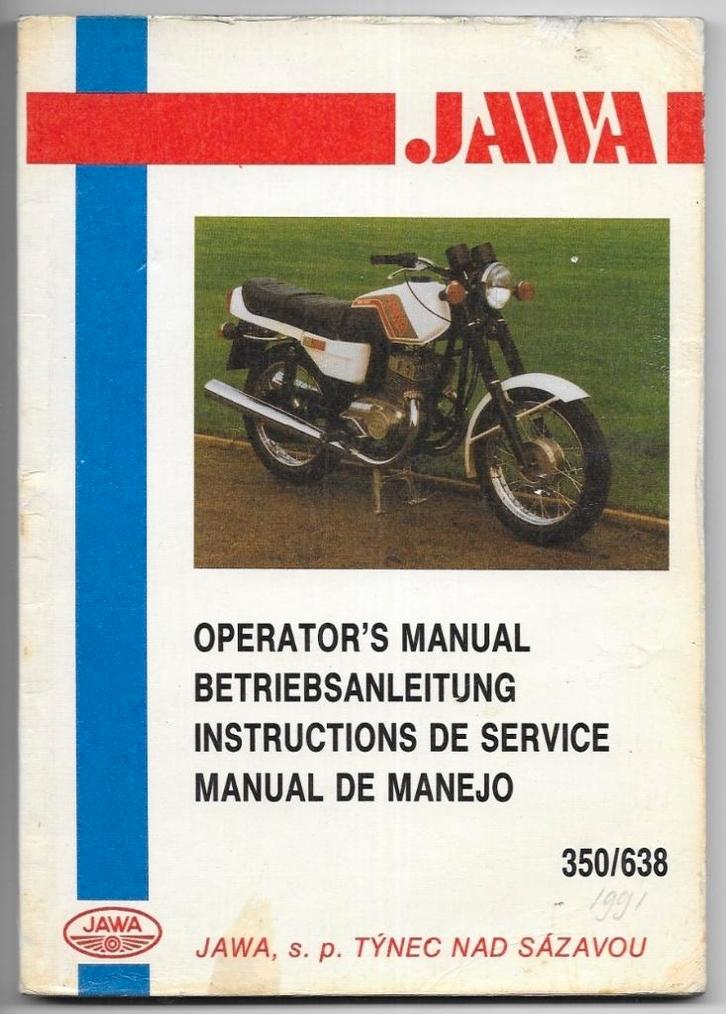 JAWA
OPERATOR'S MANUAL
BETRIEBSANLEITUNG
INSTRUCTIONS DE SERVICE
MANUAL DE MANEJO
350/638
1991
JAWA
JAWA, s. p. TÝNEC NAD SÁZAVOU